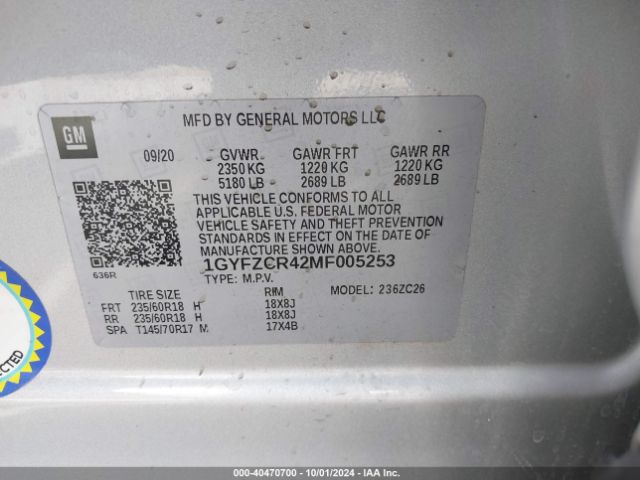 GM
MFD BY GENERAL MOTORS LLC
09/20 GVWR GAWR FRT GAWR RR
2350 KG 1220 KG 1220 KG
5180 LB 2689 LB 2689 LB
THIS VEHICLE CONFORMS TO ALL
APPLICABLE U.S. FEDERAL MOTOR
VEHICLE SAFETY AND THEFT PREVENTION
STANDARDS IN EFFECT ON THE DATE OF
MANUFACTURE SHOWN ABOVE.
636R 1GYFZCR42MF005253
TYPE: M.P.V. MODEL: 236ZC26
TIRE SIZE RIM
FRT 235/60R18 H 18X8J
RR 235/60R18 H 18X8J
SPA T145/70R17 M 17X4B
000-40470700 - 10/01/2024 - IAA Inc.